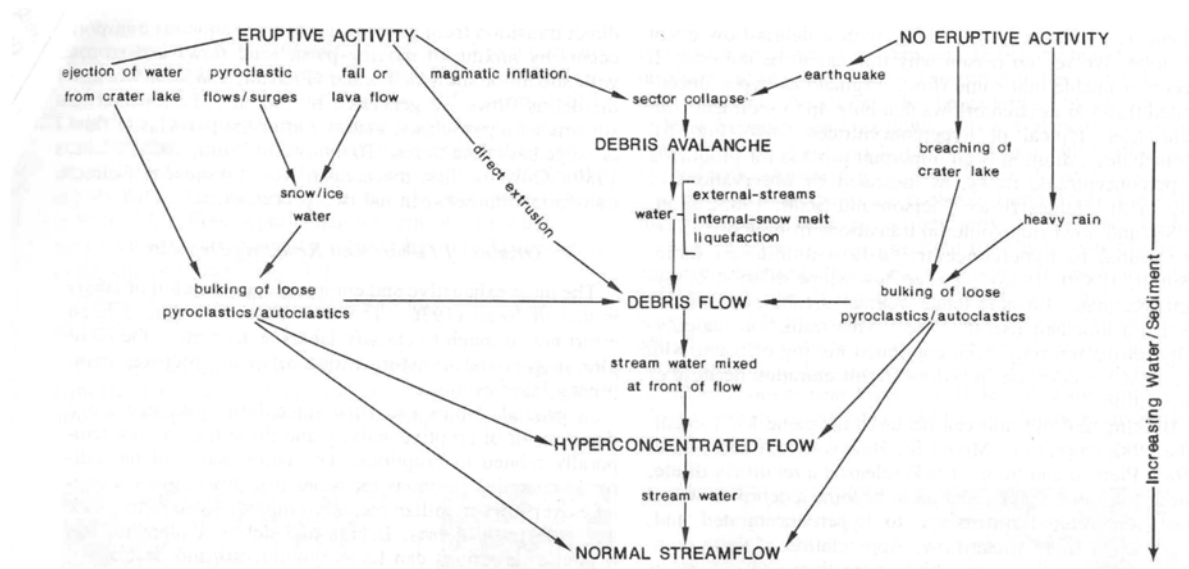 ERUPTIVE ACTIVITY
NO ERUPTIVE ACTIVITY
ejection water
from crater lake
pyroclastic
flows/surges
fall or
lava flow
magmatic inflation
sector collapse
earthquake
DEBRIS AVALANCHE
breaching of
crater lake
direct extrusion
snow/ice
water
water
internal-stream
internal-snow melt
liquefaction
heavy rain
bulking of loose
pyroclastics/autoclastics
DEBRIS FLOW
bulking of loose
pyroclastics/autoclastics
stream water mixed
at front of flow
HYPERCONCENTRATED FLOW
stream water
NORMAL STREAMFLOW
Increasing Water/Sediment